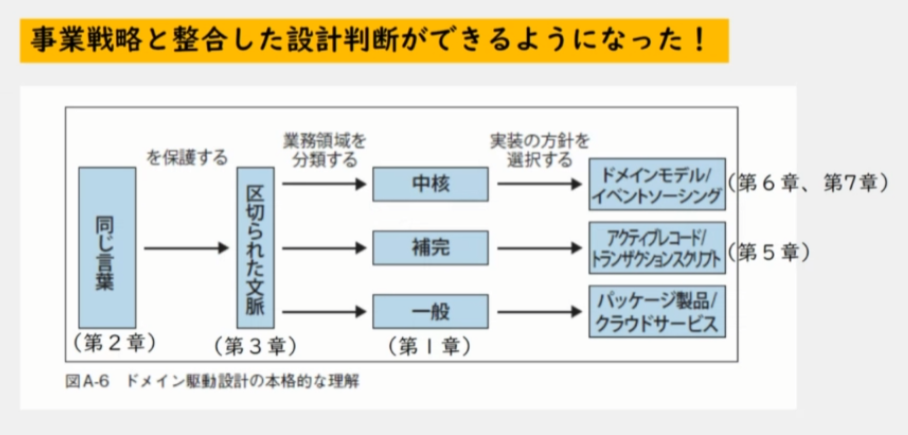 事業戦略と整合した設計判断ができるようになった！
を保護する
業務領域を
分類する
実装の方針を
選択する
同じ言葉
区切られた文脈
中核
補完
一般
ドメインモデル/
イベントソーシング
(第6章、第7章)
アクティブレコード/
トランザクションスクリプト
(第5章)
パッケージ製品/
クラウドサービス
(第2章)
(第3章)
(第1章)
図A-6　ドメイン駆動設計の本格的な理解